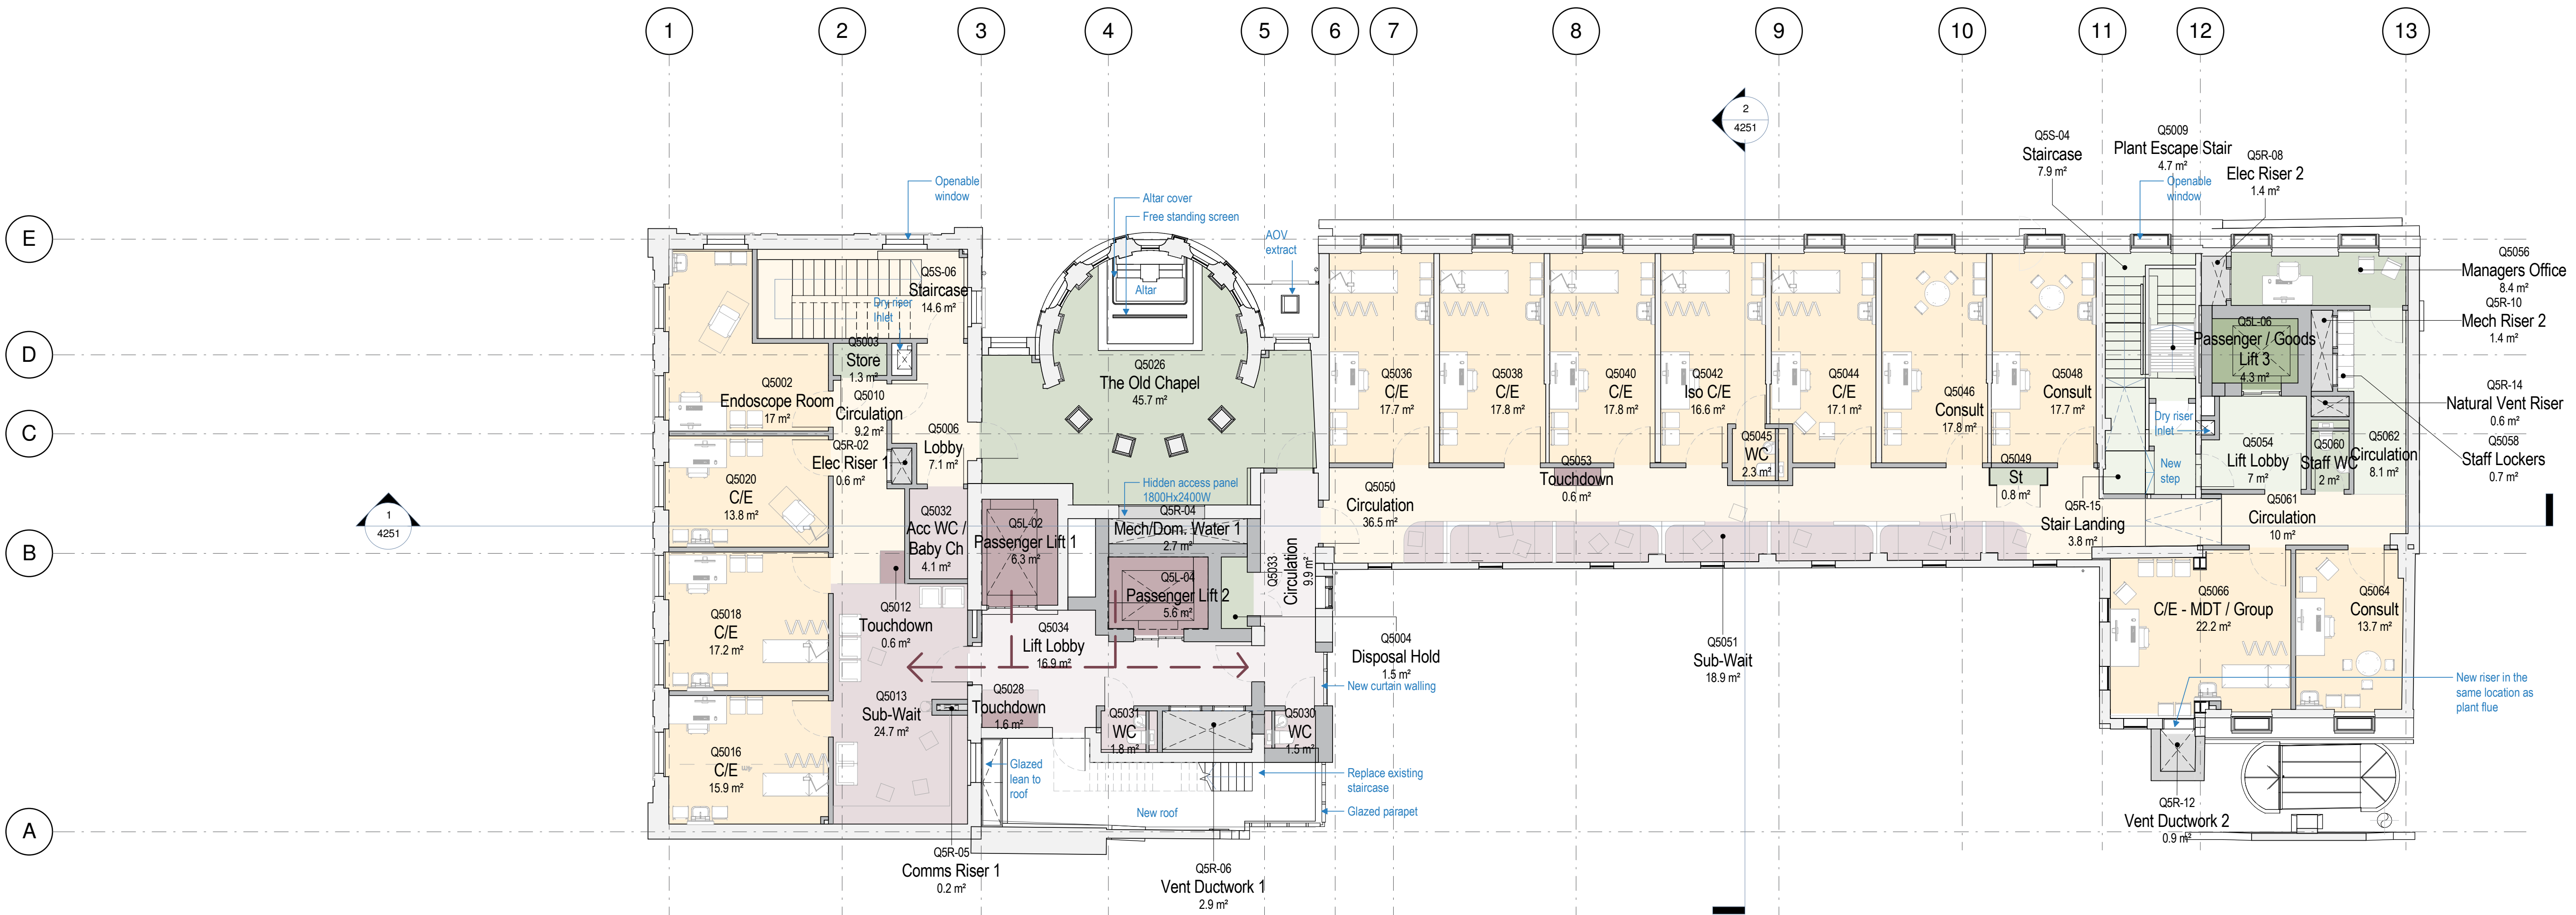 1
2
3
4
5
6
7
8
9
10
11
12
13
E
D
C
B
A
2
4251
1
4251
Openable
window
Altar cover
Free standing screen
AOV
extract
Altar
Q5S-06
Staircase
14.6 m²
Dry riser
Inlet
Q5003
Store
1.3 m²
Q5002
Endoscope Room
17 m²
Q5010
Circulation
9.2 m²
Q5R-02
Elec Riser 1
0.6 m²
Q5006
Lobby
7.1 m²
Q5026
The Old Chapel
45.7 m²
Q5020
C/E
13.8 m²
Q5032
Acc WC /
Baby Ch
4.1 m²
Hidden access panel
1800Hx2400W
Q5R-04
Mech/Dom. Water 1
2.7 m²
Q5L-02
Passenger Lift 1
6.3 m²
Q5L-04
Passenger Lift 2
5.6 m²
Q5033
Circulation
9.9 m²
Q5018
C/E
17.2 m²
Q5012
Touchdown
0.6 m²
Q5034
Lift Lobby
16.9 m²
Q5004
Disposal Hold
1.5 m²
New curtain walling
Q5013
Sub-Wait
24.7 m²
Q5028
Touchdown
1.6 m²
Q5031
WC
1.8 m²
Q5030
WC
1.5 m²
Q5016
C/E
15.9 m²
Glazed
lean to
roof
New roof
Replace existing
staircase
Glazed parapet
Q5R-05
Comms Riser 1
0.2 m²
Q5R-06
Vent Ductwork 1
2.9 m²
Q5036
C/E
17.7 m²
Q5038
C/E
17.8 m²
Q5040
C/E
17.8 m²
Q5042
Iso C/E
16.6 m²
Q5044
C/E
17.1 m²
Q5046
Consult
17.8 m²
Q5048
Consult
17.7 m²
Q5045
WC
2.3 m²
Q5053
Touchdown
0.6 m²
Q5049
St
0.8 m²
Q5050
Circulation
36.5 m²
Q5051
Sub-Wait
18.9 m²
Q5S-04
Staircase
7.9 m²
Q5009
Plant Escape Stair
4.7 m²
Openable
window
Q5R-08
Elec Riser 2
1.4 m²
Q5056
Managers Office
8.4 m²
Q5R-10
Mech Riser 2
1.4 m²
Q5L-06
Passenger / Goods
Lift 3
4.3 m²
Q5R-14
Natural Vent Riser
0.6 m²
Q5058
Staff Lockers
0.7 m²
Dry riser
Inlet
New
step
Q5054
Lift Lobby
7 m²
Q5060
Staff WC
2 m²
Q5062
Circulation
8.1 m²
Q5R-15
Stair Landing
3.8 m²
Q5061
Circulation
10 m²
Q5066
C/E - MDT / Group
22.2 m²
Q5064
Consult
13.7 m²
New riser in the
same location as
plant flue
Q5R-12
Vent Ductwork 2
0.9 m²